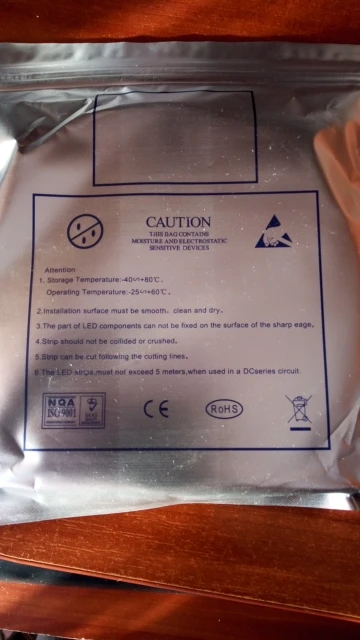 CAUTION
THIS BAG CONTAINS
MOISTURE AND ELECTROSTATIC
SENSITIVE DEVICES
Attention
1. Storage Temperature:-40~+80℃.
Operating Temperature:-25~+60℃.
2.Installation surface must be smooth, clean and dry.
3.The part of LED components can not be fixed on the surface of the sharp eage.
4.Strip should not be collided or crushed.
5.Strip can be cut following the cutting lines.
6.The LED strips,must not exceed 5 meters,when used in a DCseries circuit.
NQA
ISO 9001
CE
RoHS